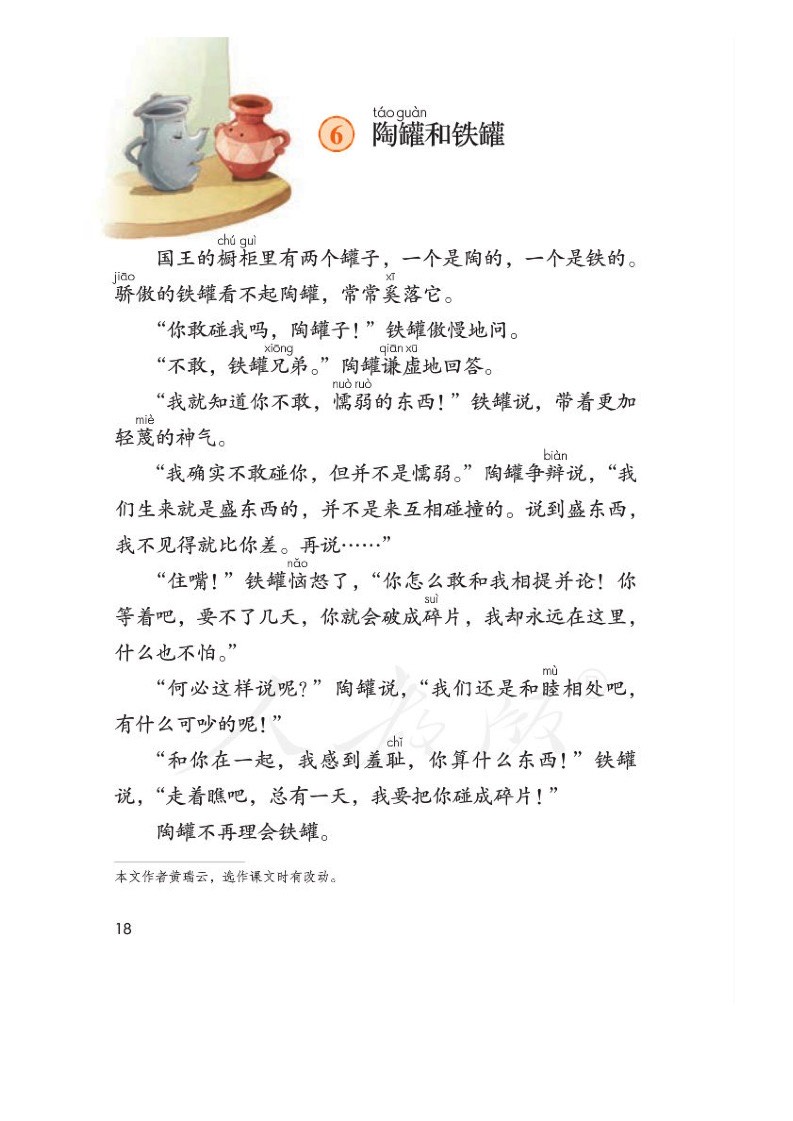 táo guàn
6 陶罐和铁罐
chú guì
国王的橱柜里有两个罐子，一个是陶的，一个是铁的。
jiāo xī
骄傲的铁罐看不起陶罐，常常奚落它。
“你敢碰我吗，陶罐子！”铁罐傲慢地问。
xiōng qiān xū
“不敢，铁罐兄弟。”陶罐谦虚地回答。
nuò ruò
“我就知道你不敢，懦弱的东西！”铁罐说，带着更加
miè
轻蔑的神气。
biàn
“我确实不敢碰你，但并不是懦弱。”陶罐争辩说，“我
们生来就是盛东西的，并不是来互相碰撞的。说到盛东西，
我不见得就比你差。再说……”
nǎo
“住嘴！”铁罐恼怒了，“你怎么敢和我相提并论！你
suì
等着吧，要不了几天，你就会破成碎片，我却永远在这里，
什么也不怕。”
mù
“何必这样说呢？”陶罐说，“我们还是和睦相处吧，
有什么可吵的呢！”
chǐ
“和你在一起，我感到羞耻，你算什么东西！”铁罐
说，“走着瞧吧，总有一天，我要把你碰成碎片！”
陶罐不再理会铁罐。
本文作者黄瑞云，选作课文时有改动。
18
人教版®